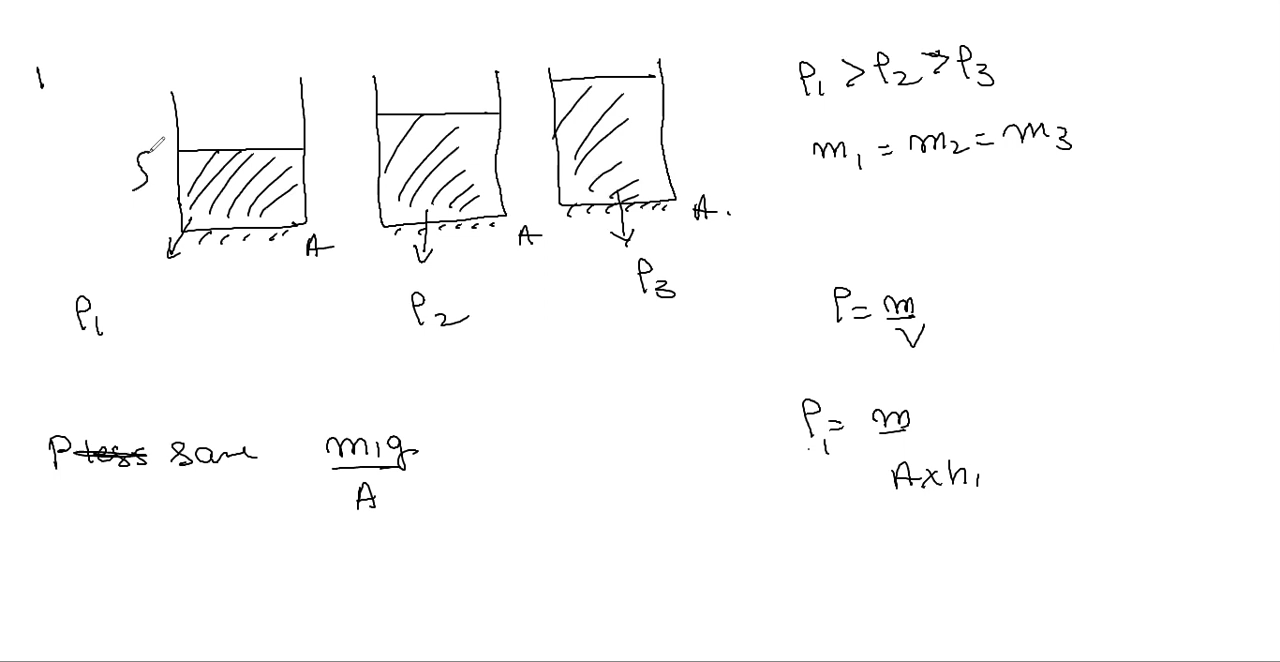 1
ρ₁ > ρ₂ > ρ₃
m₁ = m₂ = m₃
A A A.
ρ₁ ρ₂ ρ₃
ρ = m/V
ρ₁ = m/(A×h₁)
P less same m₁g/A